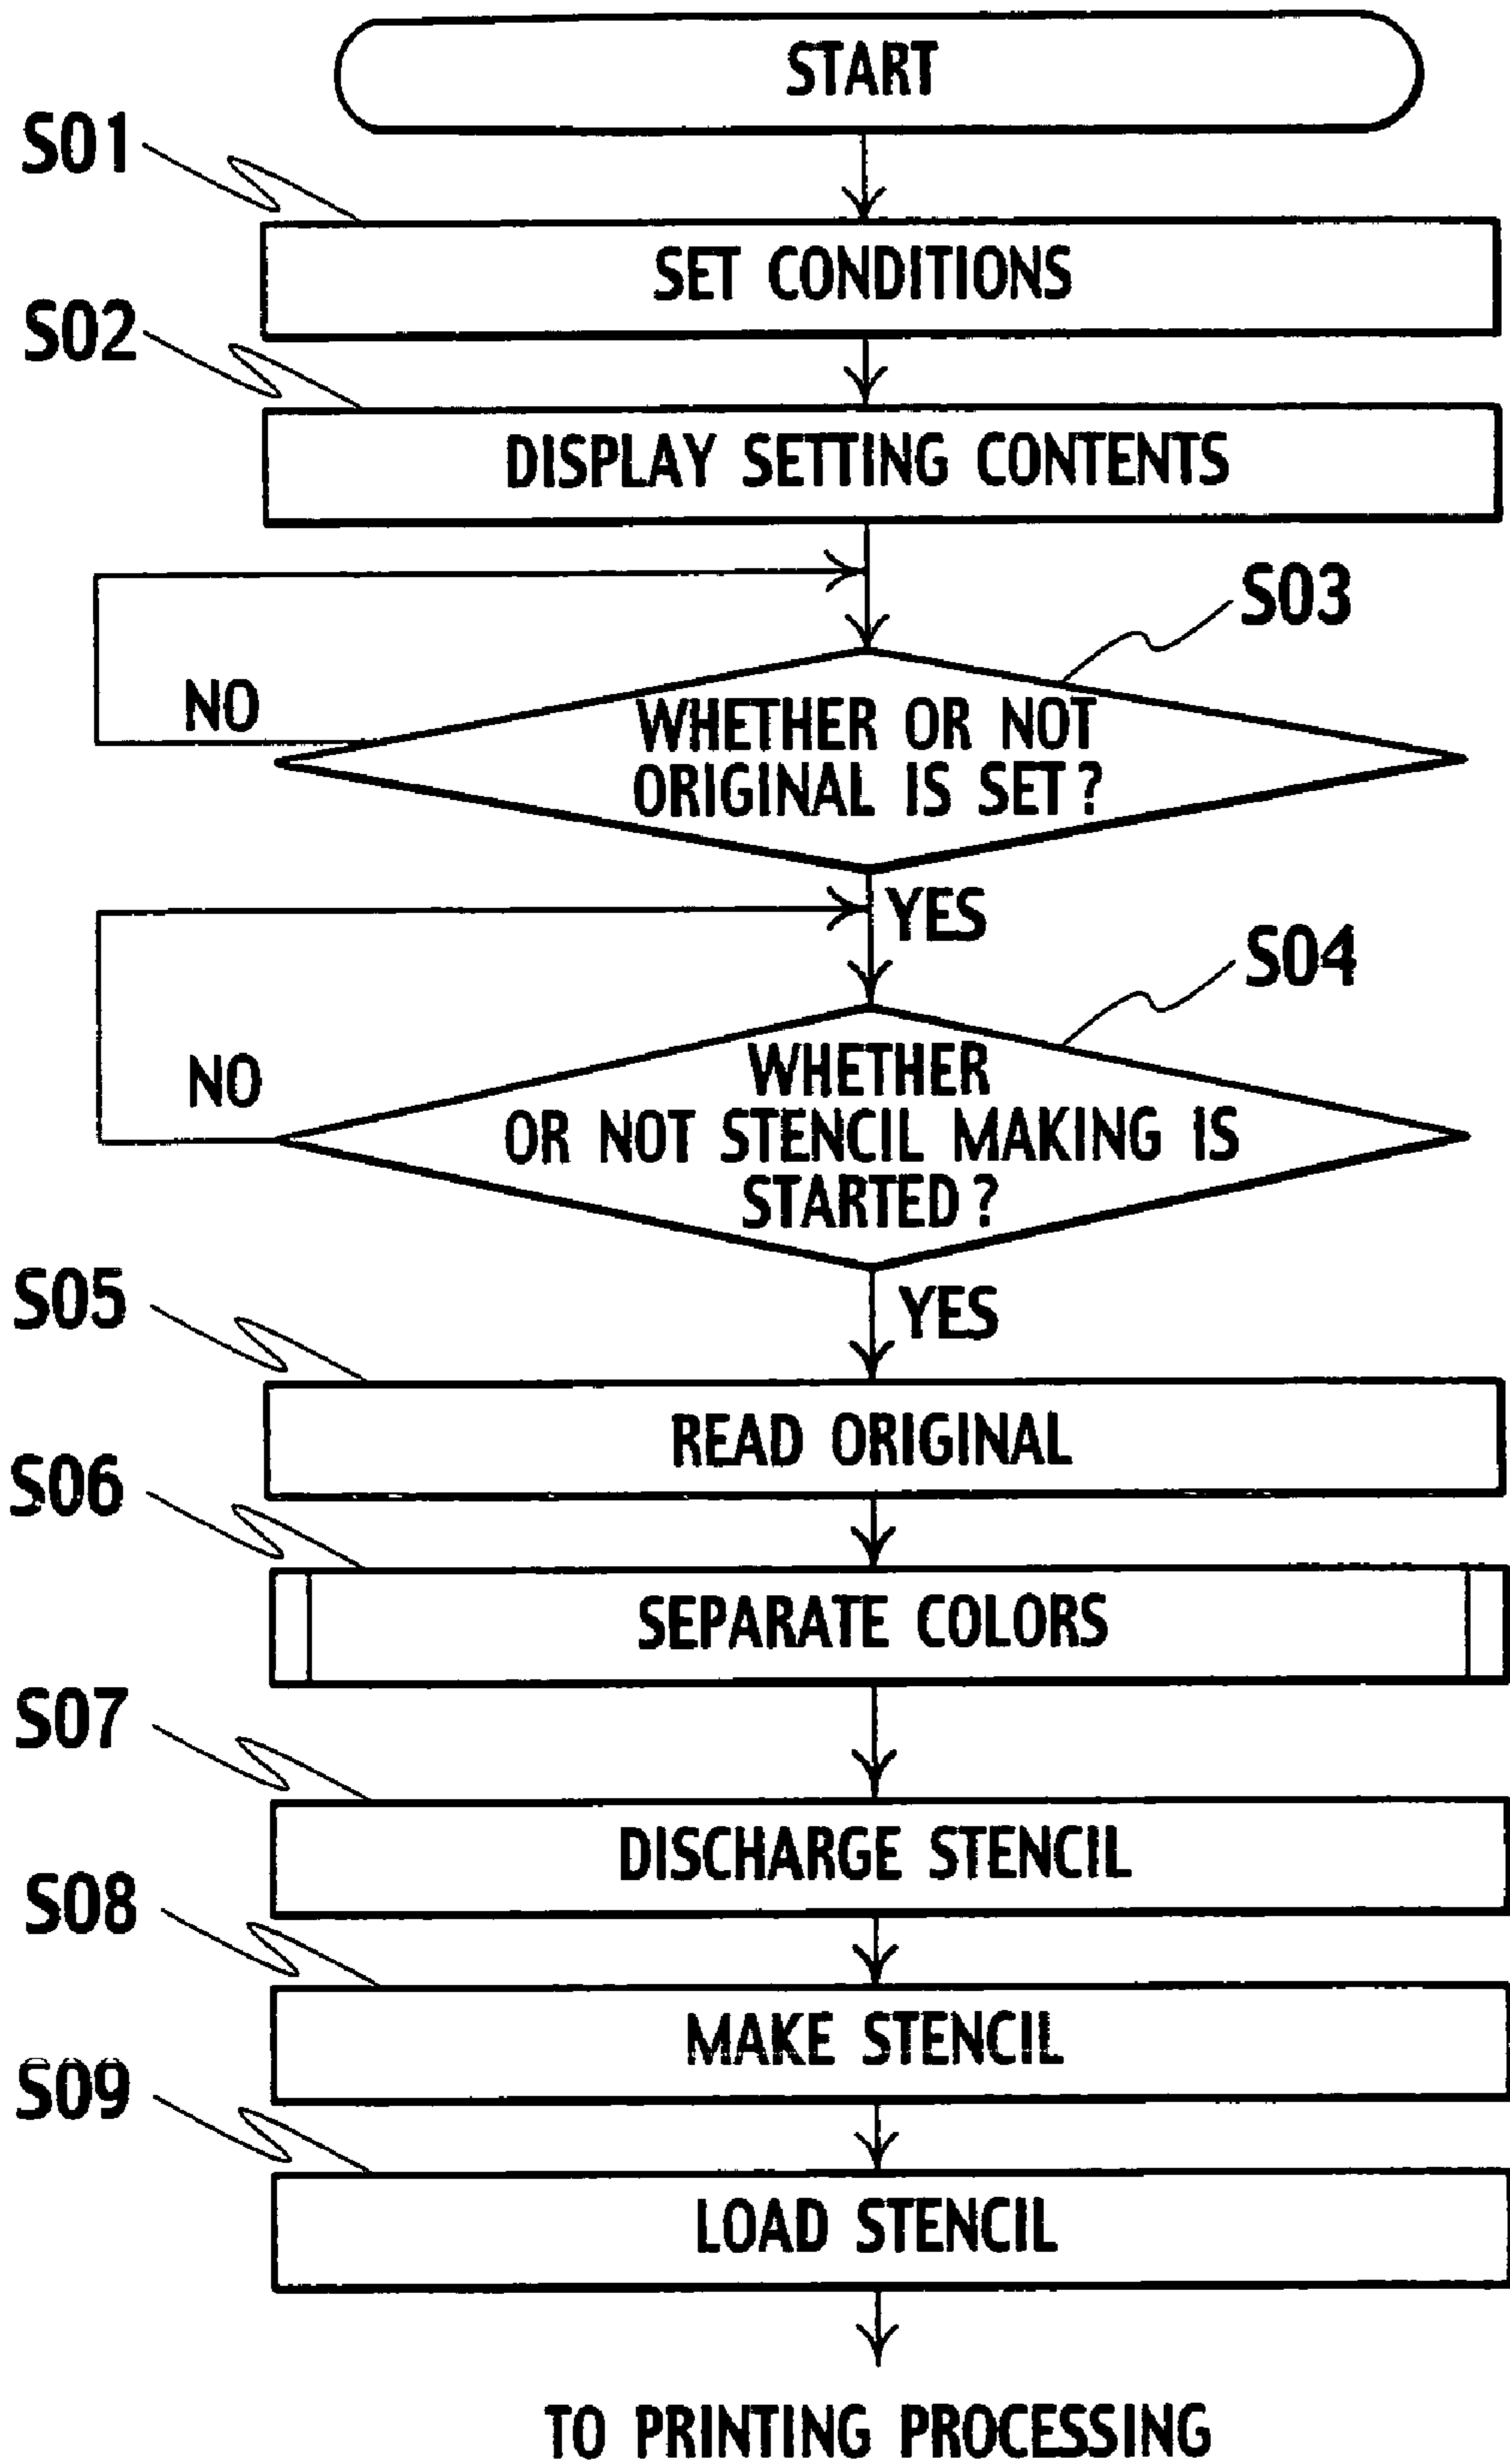 START
S01
SET CONDITIONS
S02
DISPLAY SETTING CONTENTS
S03
NO
WHETHER OR NOT
ORIGINAL IS SET?
YES
S04
NO
WHETHER
OR NOT STENCIL MAKING IS
STARTED?
YES
S05
READ ORIGINAL
S06
SEPARATE COLORS
S07
DISCHARGE STENCIL
S08
MAKE STENCIL
S09
LOAD STENCIL
TO PRINTING PROCESSING